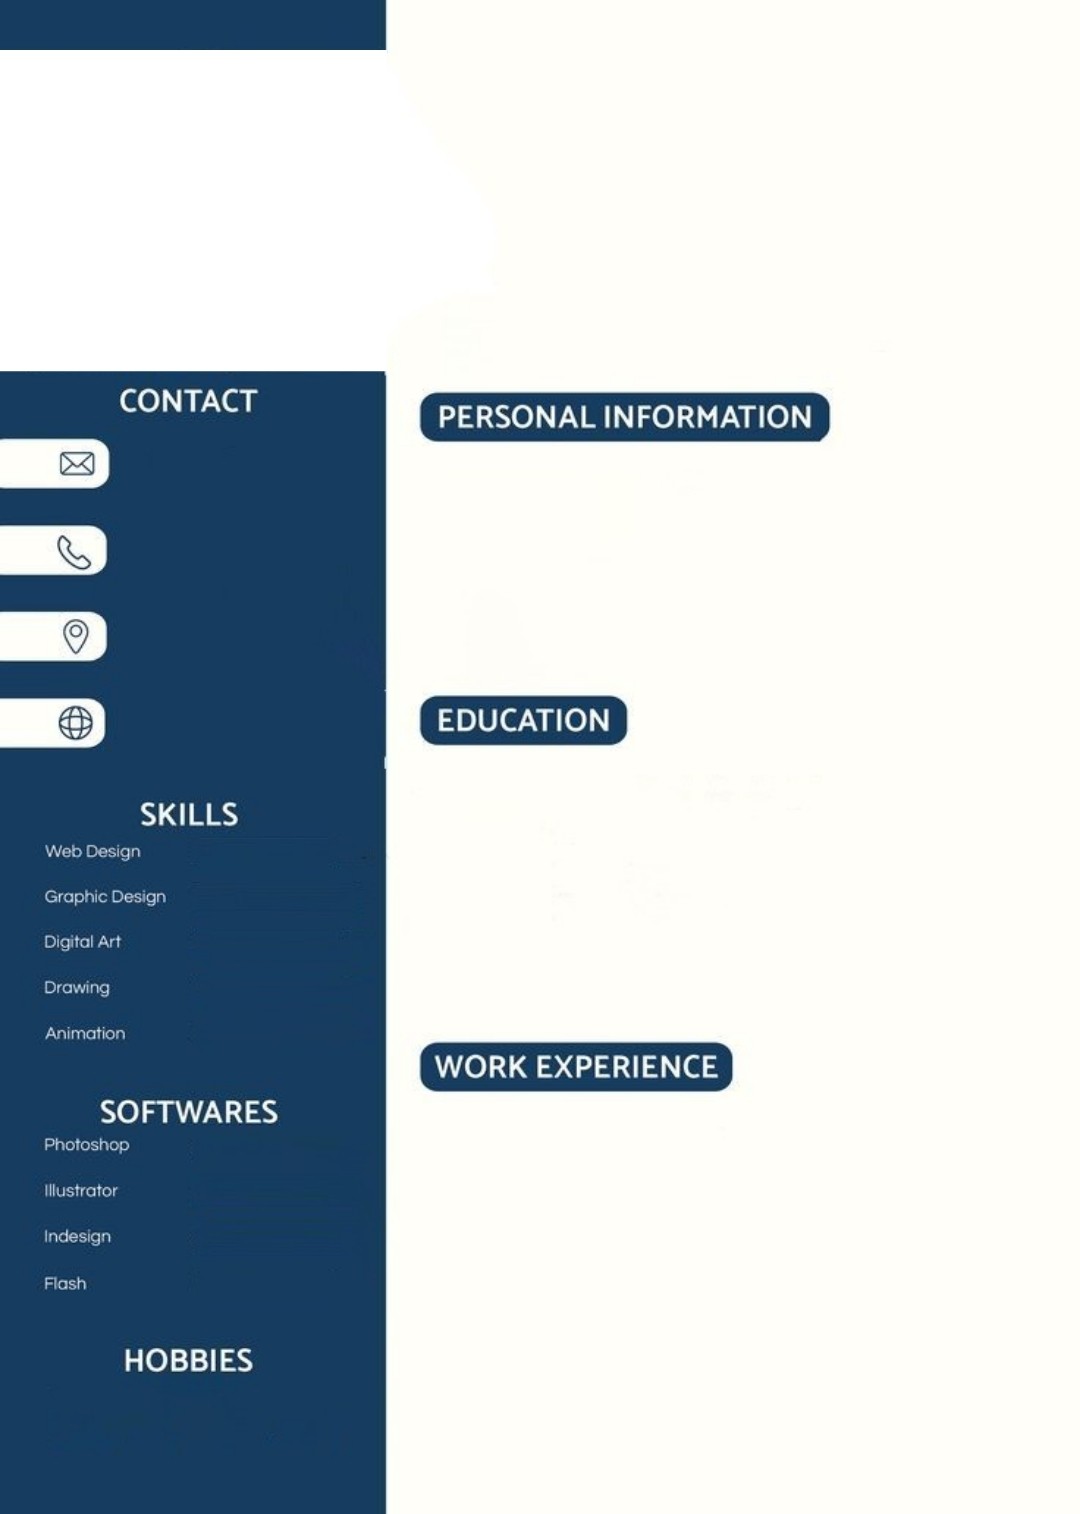 CONTACT
SKILLS
Web Design
Graphic Design
Digital Art
Drawing
Animation
SOFTWARES
Photoshop
Illustrator
Indesign
Flash
HOBBIES
PERSONAL INFORMATION
EDUCATION
WORK EXPERIENCE